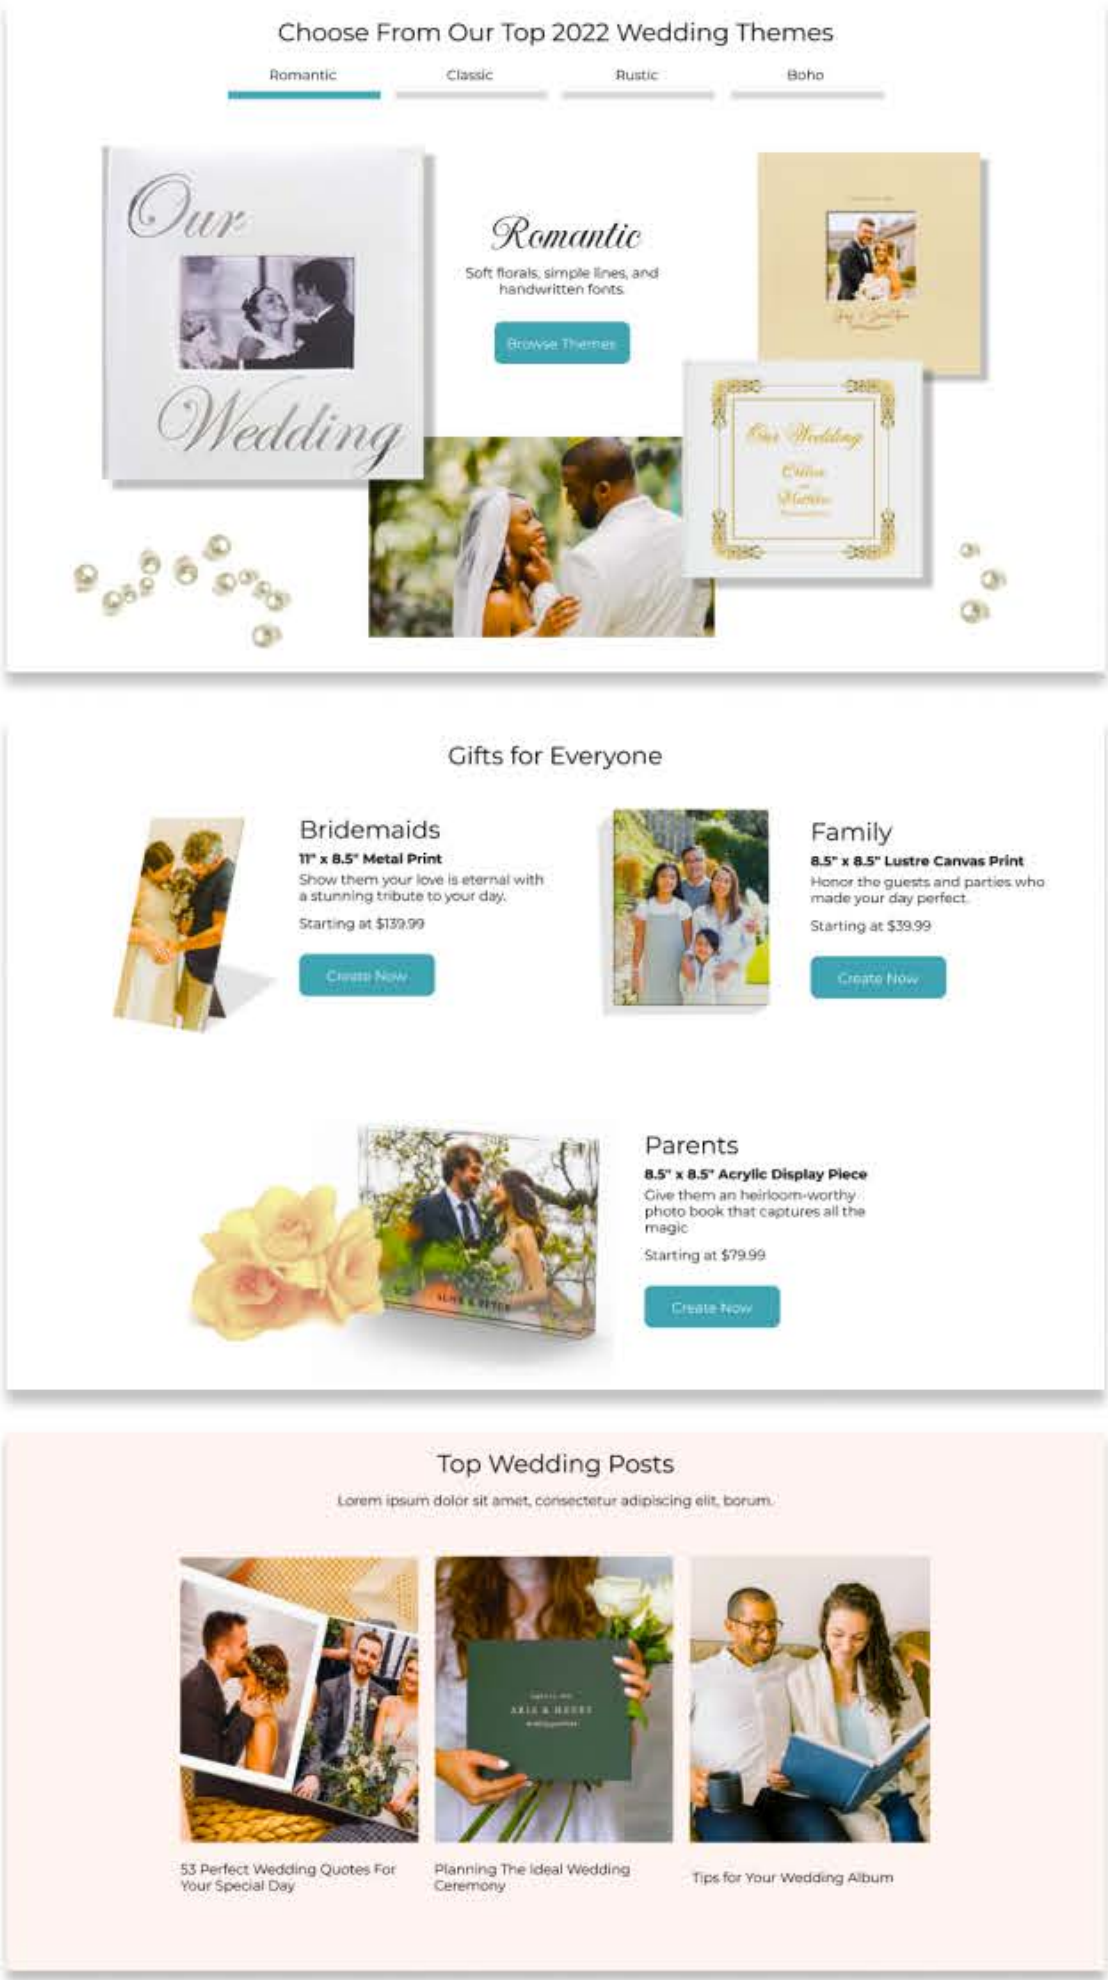 Choose From Our Top 2022 Wedding Themes
Romantic
Classic
Rustic
Boho
Our
Wedding
Romantic
Soft florals, simple lines, and
handwritten fonts.
Browse Themes
Our Wedding
Gifts for Everyone
Bridemaids
11" x 8.5" Metal Print
Show them your love is eternal with
a stunning tribute to your day.
Starting at $139.99
Create Now
Family
8.5" x 8.5" Lustre Canvas Print
Honor the guests and parties who
made your day perfect.
Starting at $39.99
Create Now
Parents
8.5" x 8.5" Acrylic Display Piece
Give them an heirloom-worthy
photo book that captures all the
magic
Starting at $79.99
Create Now
Top Wedding Posts
Lorem ipsum dolor sit amet, consectetur adipiscing elit, borum.
ARIA & HENRY
53 Perfect Wedding Quotes For
Your Special Day
Planning The Ideal Wedding
Ceremony
Tips for Your Wedding Album